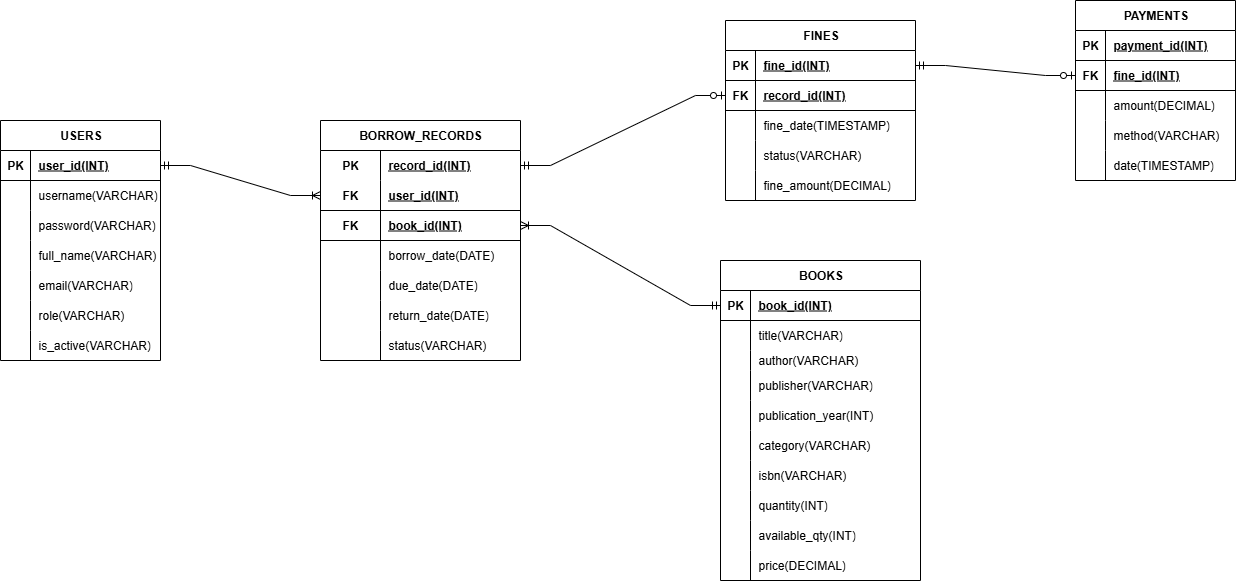 USERS
PK user_id(INT)
username(VARCHAR)
password(VARCHAR)
full_name(VARCHAR)
email(VARCHAR)
role(VARCHAR)
is_active(VARCHAR)
BORROW_RECORDS
PK record_id(INT)
FK user_id(INT)
FK book_id(INT)
borrow_date(DATE)
due_date(DATE)
return_date(DATE)
status(VARCHAR)
FINES
PK fine_id(INT)
FK record_id(INT)
fine_date(TIMESTAMP)
status(VARCHAR)
fine_amount(DECIMAL)
PAYMENTS
PK payment_id(INT)
FK fine_id(INT)
amount(DECIMAL)
method(VARCHAR)
date(TIMESTAMP)
BOOKS
PK book_id(INT)
title(VARCHAR)
author(VARCHAR)
publisher(VARCHAR)
publication_year(INT)
category(VARCHAR)
isbn(VARCHAR)
quantity(INT)
available_qty(INT)
price(DECIMAL)